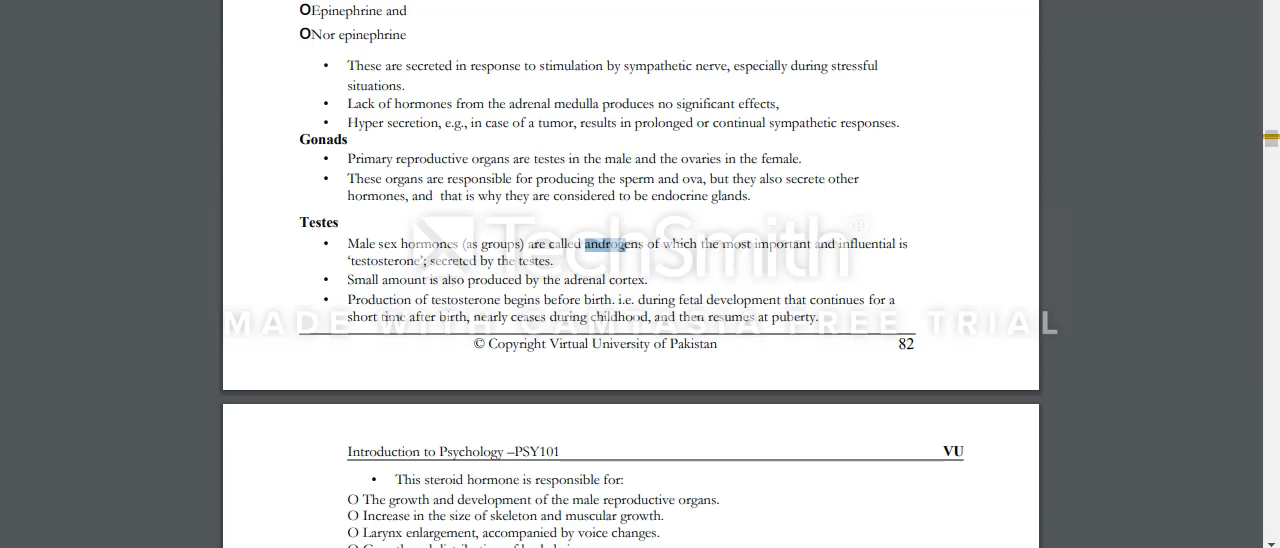 OEpinephrine and
ONor epinephrine
• These are secreted in response to stimulation by sympathetic nerve, especially during stressful
situations.
• Lack of hormones from the adrenal medulla produces no significant effects,
• Hyper secretion, e.g., in case of a tumor, results in prolonged or continual sympathetic responses.
Gonads
• Primary reproductive organs are testes in the male and the ovaries in the female.
• These organs are responsible for producing the sperm and ova, but they also secrete other
hormones, and that is why they are considered to be endocrine glands.
Testes
• Male sex hormones (as groups) are called androgens of which the most important and influential is
‘testosterone’; secreted by the testes.
TechSmith®
• Small amount is also produced by the adrenal cortex.
• Production of testosterone begins before birth. i.e. during fetal development that continues for a
short time after birth, nearly ceases during childhood, and then resumes at puberty.
MADE WITH CAMTASIA FREE TRIAL
© Copyright Virtual University of Pakistan 82
Introduction to Psychology –PSY101 VU
• This steroid hormone is responsible for:
O The growth and development of the male reproductive organs.
O Increase in the size of skeleton and muscular growth.
O Larynx enlargement, accompanied by voice changes.